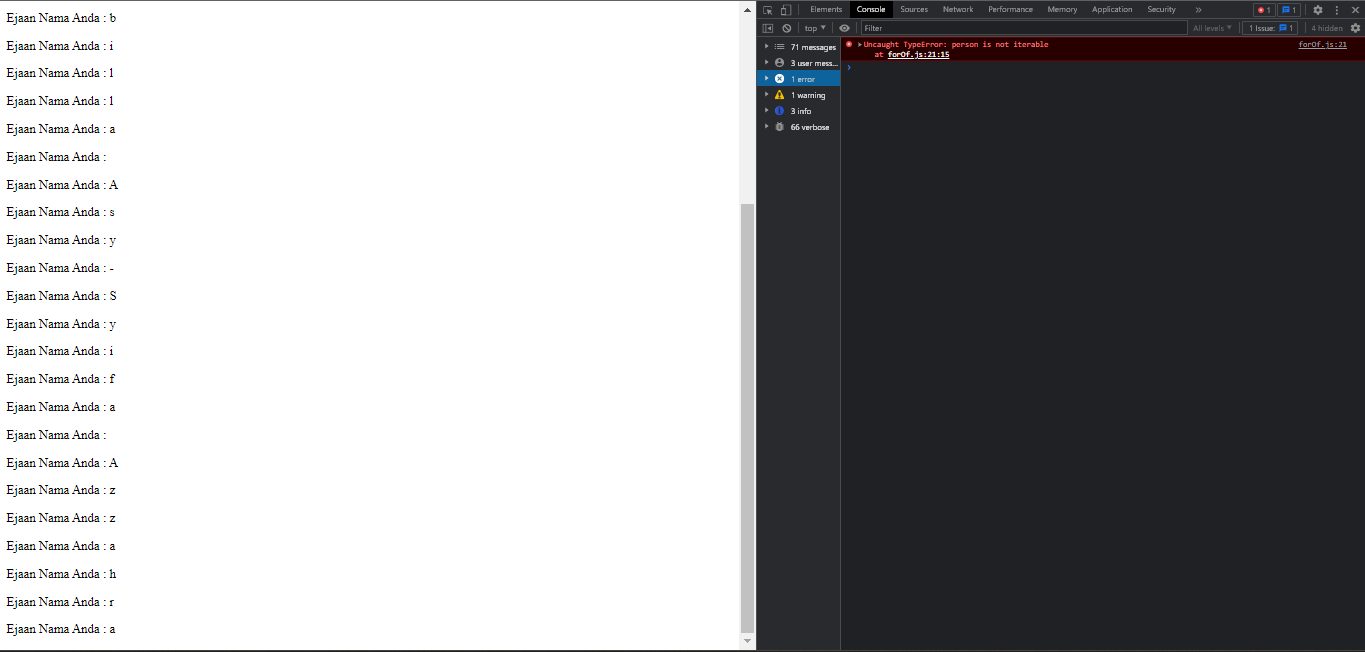 Ejaan Nama Anda : b
Ejaan Nama Anda : i
Ejaan Nama Anda : l
Ejaan Nama Anda : l
Ejaan Nama Anda : a
Ejaan Nama Anda :
Ejaan Nama Anda : A
Ejaan Nama Anda : s
Ejaan Nama Anda : y
Ejaan Nama Anda : -
Ejaan Nama Anda : S
Ejaan Nama Anda : y
Ejaan Nama Anda : i
Ejaan Nama Anda : f
Ejaan Nama Anda : a
Ejaan Nama Anda :
Ejaan Nama Anda : A
Ejaan Nama Anda : z
Ejaan Nama Anda : z
Ejaan Nama Anda : a
Ejaan Nama Anda : h
Ejaan Nama Anda : r
Ejaan Nama Anda : a
Elements Console Sources Network Performance Memory Application Security » 1 1
top Filter All levels 1 Issue: 1 4 hidden
71 messages
3 user mess...
1 error
1 warning
3 info
66 verbose
Uncaught TypeError: person is not iterable forOf.js:21
at forOf.js:21:15